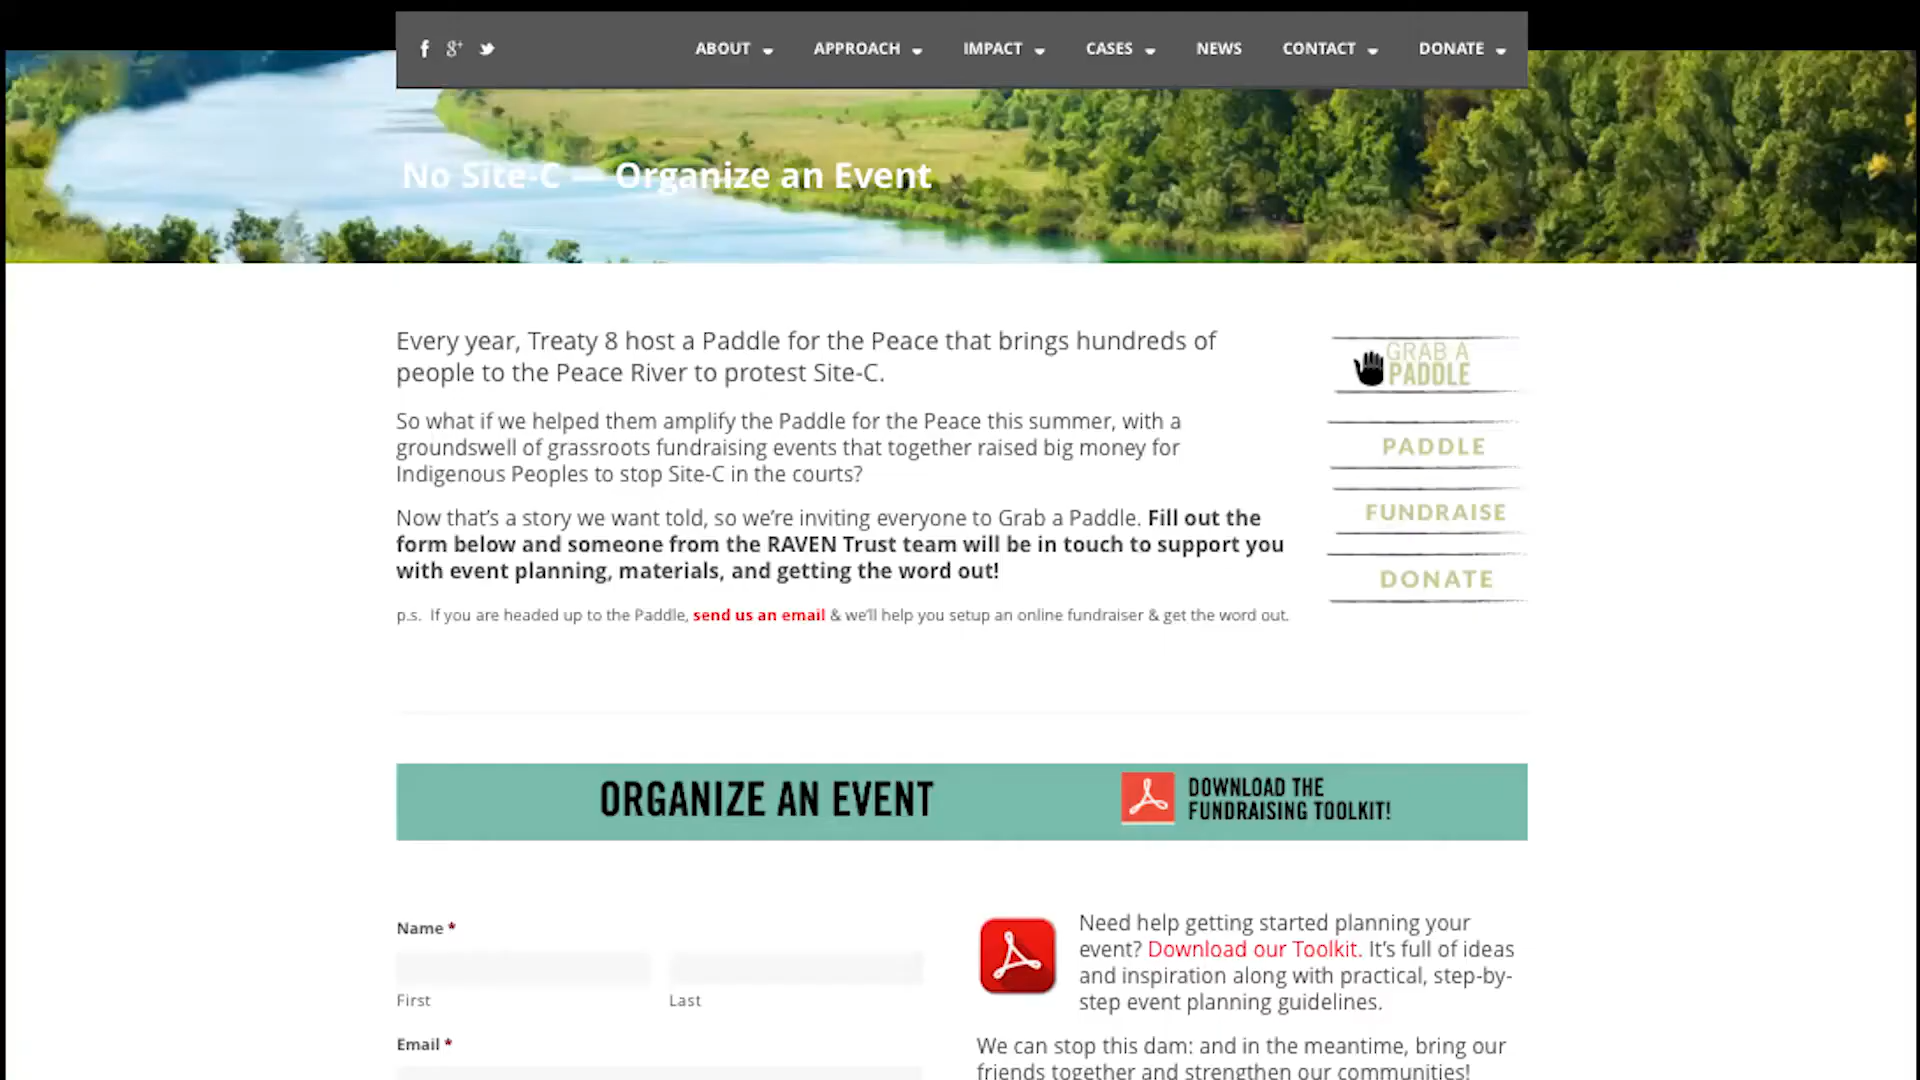 ABOUT APPROACH IMPACT CASES NEWS CONTACT DONATE
No Site-C — Organize an Event
Every year, Treaty 8 host a Paddle for the Peace that brings hundreds of
people to the Peace River to protest Site-C.
So what if we helped them amplify the Paddle for the Peace this summer, with a
groundswell of grassroots fundraising events that together raised big money for
Indigenous Peoples to stop Site-C in the courts?
Now that's a story we want told, so we're inviting everyone to Grab a Paddle. Fill out the
form below and someone from the RAVEN Trust team will be in touch to support you
with event planning, materials, and getting the word out!
p.s. If you are headed up to the Paddle, send us an email & we'll help you setup an online fundraiser & get the word out.
GRAB A
PADDLE
PADDLE
FUNDRAISE
DONATE
ORGANIZE AN EVENT
DOWNLOAD THE
FUNDRAISING TOOLKIT!
Name *
First Last
Email *
Need help getting started planning your
event? Download our Toolkit. It's full of ideas
and inspiration along with practical, step-by-
step event planning guidelines.
We can stop this dam: and in the meantime, bring our
friends together and strengthen our communities!